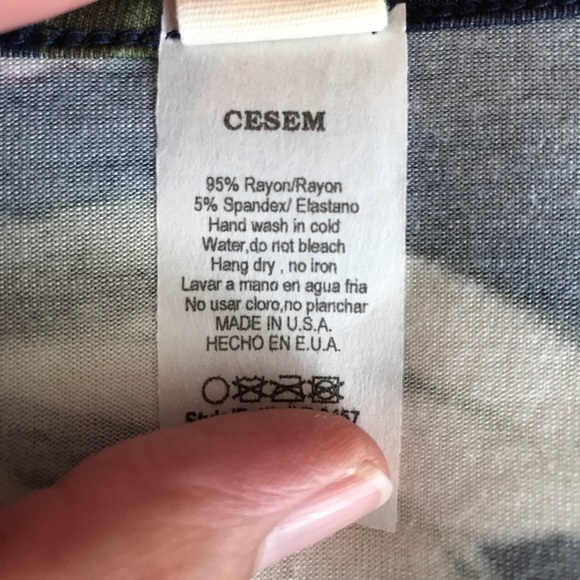 CESEM
95% Rayon/Rayon
5% Spandex/ Elastano
Hand wash in cold
Water,do not bleach
Hang dry , no iron
Lavar a mano en agua fria
No usar cloro,no planchar
MADE IN U.S.A.
HECHO EN E.U.A.